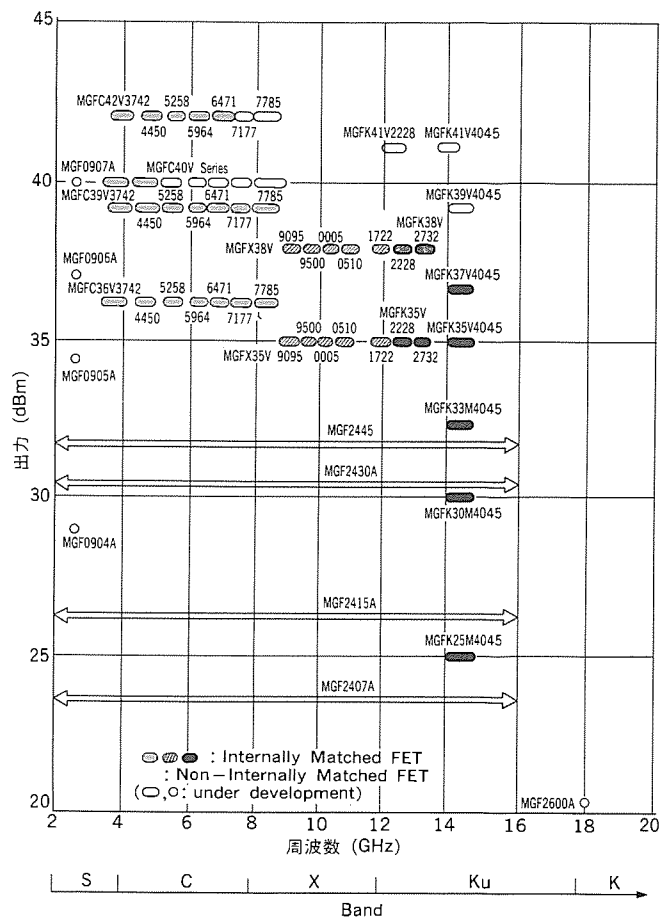 45
MGFC42V3742 5258 6471 7785
4450 5964 7177
MGFK41V2228 MGFK41V4045
MGF0907A MGFC40V Series
40
MGFC39V3742 5258 6471 7785
4450 5964 7177
MGFK39V4045
MGFK38V
9095 0005 1722 2732
MGFX38V
9500 0510 2228
MGF0906A
MGFC36V3742 5258 6471 7785
4450 5964 7177
MGFK37V4045
MGFK35V
9500 0510 2228 MGFK35V4045
35
MGFX35V 9095 0005 1722 2732
MGF0905A
MGFK33M4045
MGF2445
MGF2430A
30
MGFK30M4045
MGF0904A
MGF2415A
MGFK25M4045
25
MGF2407A
: Internally Matched FET
: Non-Internally Matched FET
( , : under development)
MGF2600A
20
出力 (dBm)
2 4 6 8 10 12 14 16 18 20
周波数 (GHz)
S C X Ku K
Band